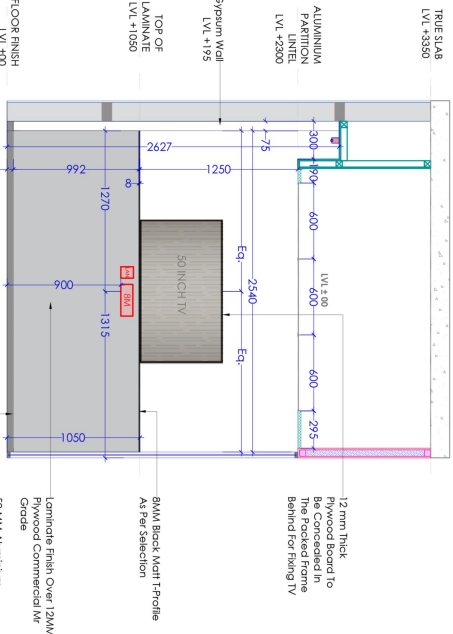 TRUE SLAB
LVL +3350
ALUMINIUM
PARTITION
LINTEL
LVL +2300
Gypsum Wall
LVL +195
TOP OF
LAMINATE
LVL +1050
FLOOR FINISH
LVL ±00
300
190
75
2627
600
600
600
295
LVL ± 00
992
8
1250
1270
Eq.
2540
Eq.
50 INCH TV
900
8M
1315
1050
12 mm Thick
Plywood Board To
Be Concealed In
The Packed Frame
Behind For Fixing TV
8MM Black Matt T-Profile
As Per Selection
Laminate Finish Over 12MM
Plywood Commercial Mr
Grade